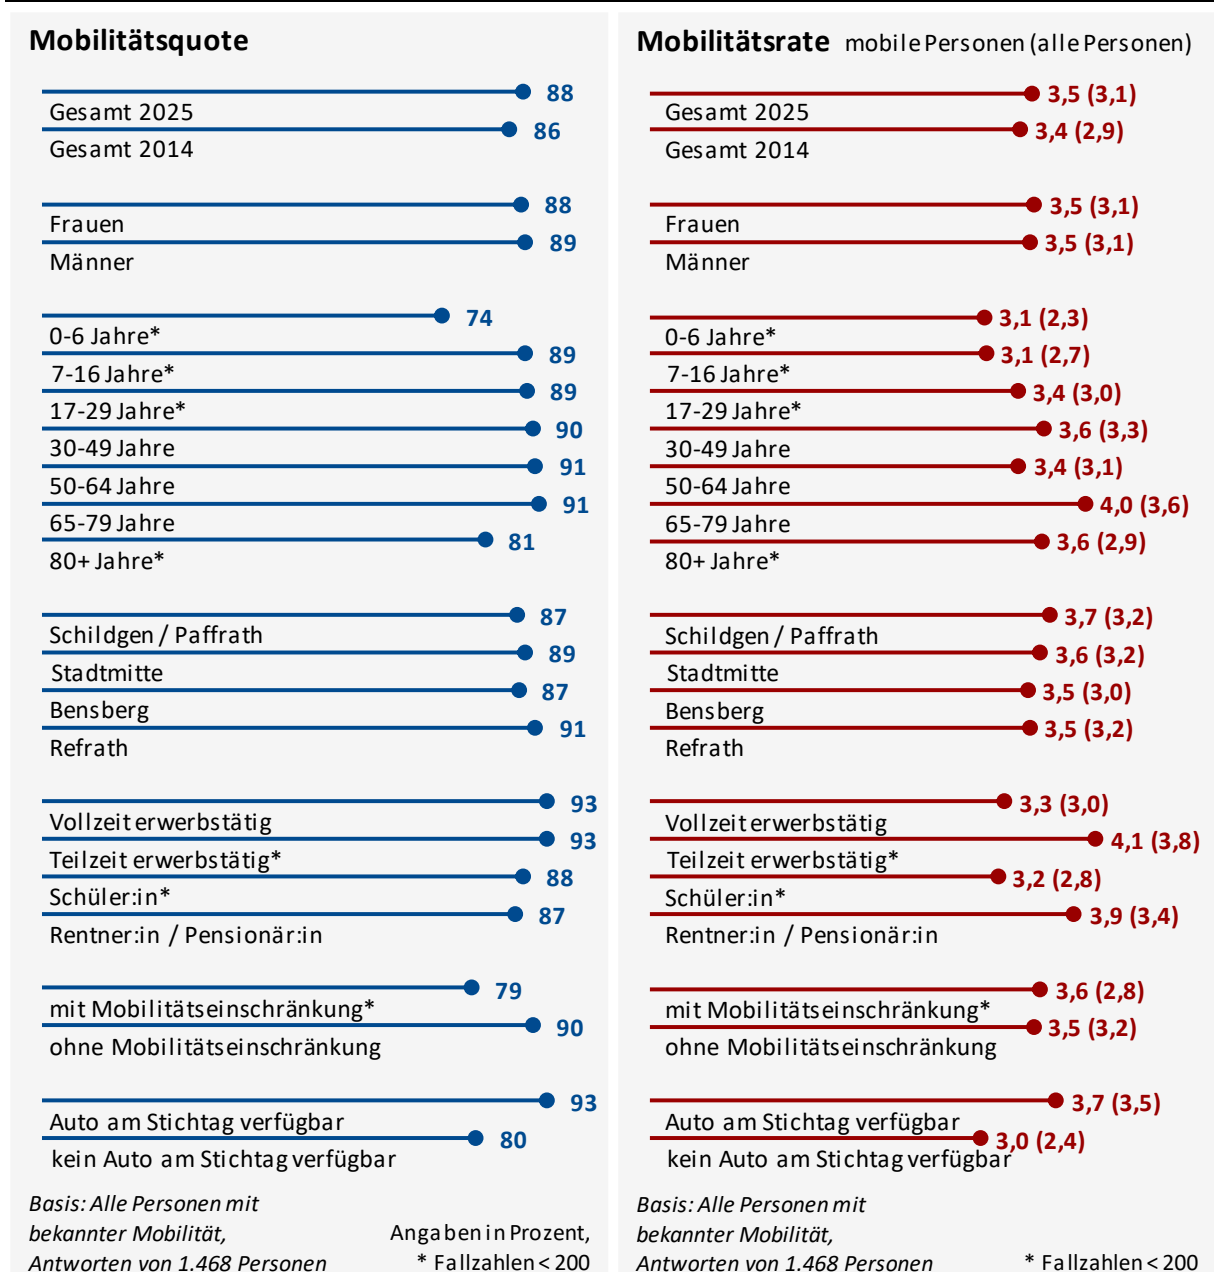 Mobilitätsquote
88
Gesamt 2025
86
Gesamt 2014
88
Frauen
89
Männer
74
0-6 Jahre*
89
7-16 Jahre*
89
17-29 Jahre*
90
30-49 Jahre
91
50-64 Jahre
91
65-79 Jahre
81
80+ Jahre*
87
Schildgen / Paffrath
89
Stadtmitte
87
Bensberg
91
Refrath
93
Vollzeit erwerbstätig
93
Teilzeit erwerbstätig*
88
Schüler:in*
87
Rentner:in / Pensionär:in
79
mit Mobilitätseinschränkung*
90
ohne Mobilitätseinschränkung
93
Auto am Stichtag verfügbar
80
kein Auto am Stichtag verfügbar
Basis: Alle Personen mit
bekannter Mobilität,
Antworten von 1.468 Personen
Angaben in Prozent,
* Fallzahlen < 200
Mobilitätsrate mobile Personen (alle Personen)
3,5 (3,1)
Gesamt 2025
3,4 (2,9)
Gesamt 2014
3,5 (3,1)
Frauen
3,5 (3,1)
Männer
3,1 (2,3)
0-6 Jahre*
3,1 (2,7)
7-16 Jahre*
3,4 (3,0)
17-29 Jahre*
3,6 (3,3)
30-49 Jahre
3,4 (3,1)
50-64 Jahre
4,0 (3,6)
65-79 Jahre
3,6 (2,9)
80+ Jahre*
3,7 (3,2)
Schildgen / Paffrath
3,6 (3,2)
Stadtmitte
3,5 (3,0)
Bensberg
3,5 (3,2)
Refrath
3,3 (3,0)
Vollzeit erwerbstätig
4,1 (3,8)
Teilzeit erwerbstätig*
3,2 (2,8)
Schüler:in*
3,9 (3,4)
Rentner:in / Pensionär:in
3,6 (2,8)
mit Mobilitätseinschränkung*
3,5 (3,2)
ohne Mobilitätseinschränkung
3,7 (3,5)
Auto am Stichtag verfügbar
3,0 (2,4)
kein Auto am Stichtag verfügbar
Basis: Alle Personen mit
bekannter Mobilität,
Antworten von 1.468 Personen
* Fallzahlen < 200